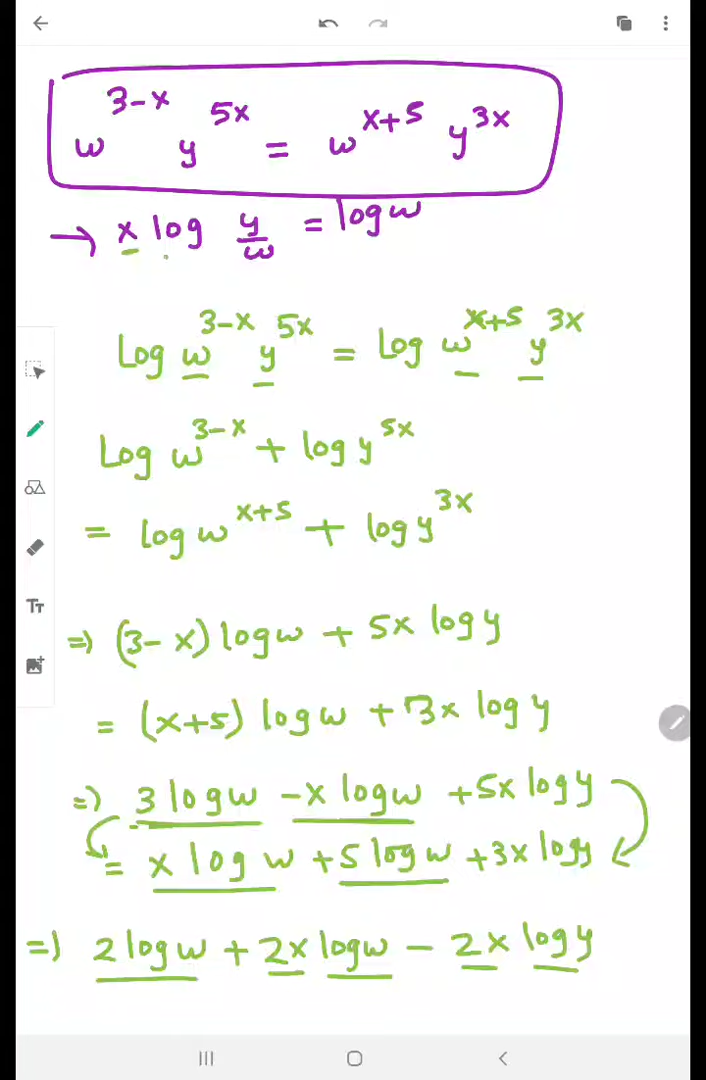 w^{3-x} y^{5x} = w^{x+5} y^{3x}
→ x log y/w = log w
Log w^{3-x} y^{5x} = Log w^{x+5} y^{3x}
Log w^{3-x} + log y^{5x}
= log w^{x+5} + log y^{3x}
=> (3-x) log w + 5x log y
= (x+5) log w + 3x log y
=> 3 log w - x log w + 5x log y
= x log w + 5 log w + 3x log y
=> 2 log w + 2x log w - 2x log y
Tт